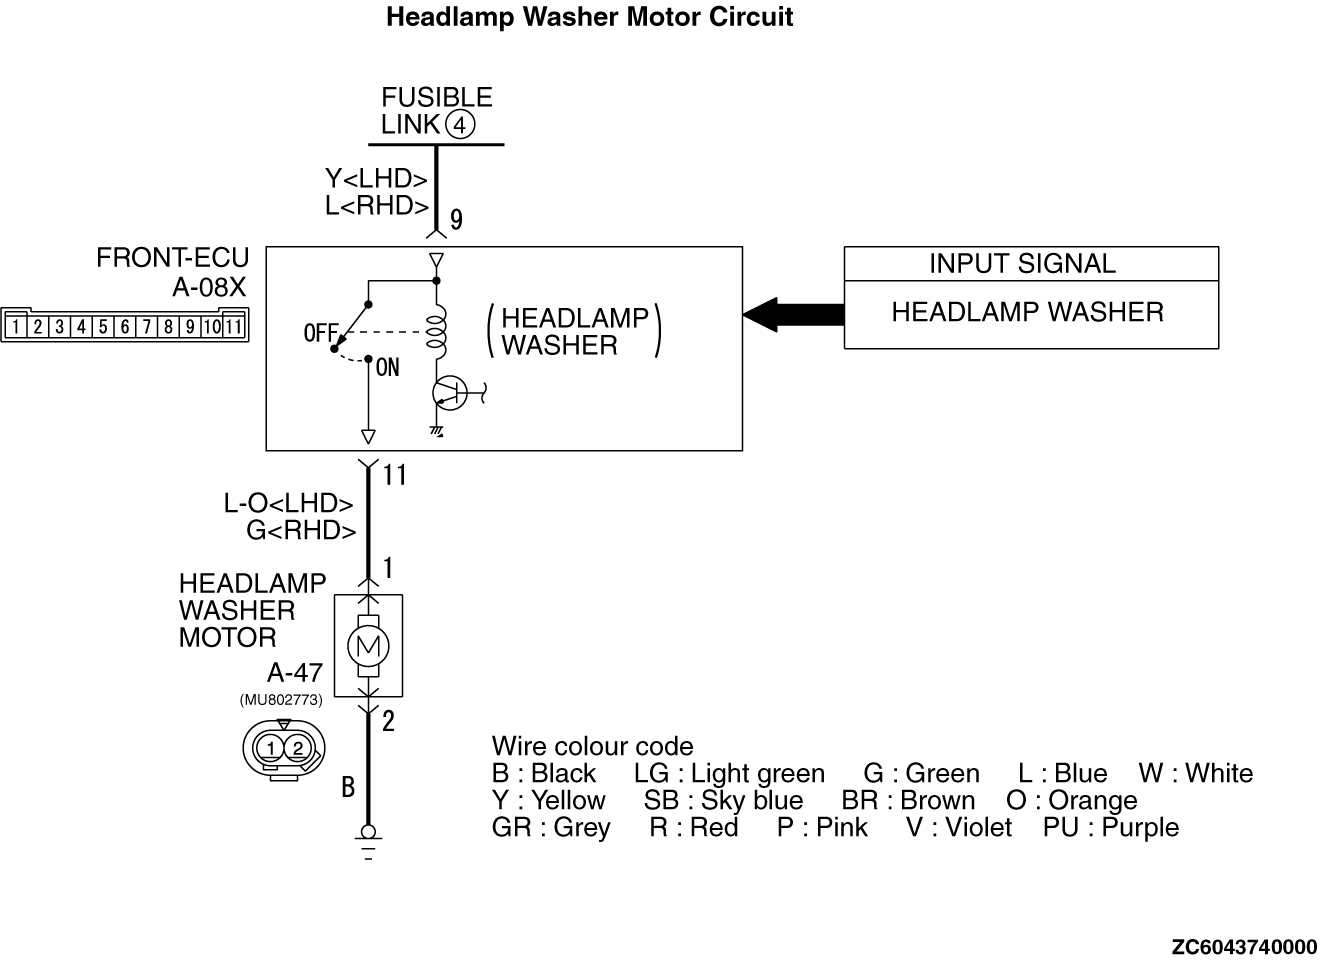 Headlamp Washer Motor Circuit
FUSIBLE
LINK 4
Y<LHD>
L<RHD>
9
FRONT-ECU
A-08X
1 2 3 4 5 6 7 8 9 10 11
INPUT SIGNAL
HEADLAMP WASHER
OFF
ON
(HEADLAMP
WASHER)
11
L-O<LHD>
G<RHD>
1
HEADLAMP
WASHER
MOTOR
M
A-47
(MU802773)
1 2
2
B
Wire colour code
B : Black LG : Light green G : Green L : Blue W : White
Y : Yellow SB : Sky blue BR : Brown O : Orange
GR : Grey R : Red P : Pink V : Violet PU : Purple
ZC6043740000